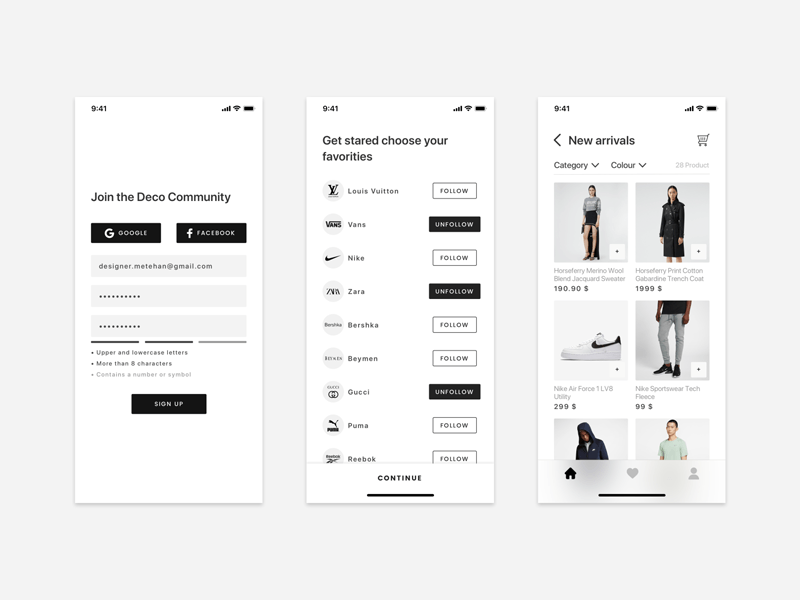 9:41
Join the Deco Community
GOOGLE
FACEBOOK
designer.metehan@gmail.com
• Upper and lowercase letters
• More than 8 characters
• Contains a number or symbol
SIGN UP
9:41
Get stared choose your
favorities
LOUIS VUITTON
Louis Vuitton
FOLLOW
VANS
Vans
UNFOLLOW
Nike
FOLLOW
ZARA
Zara
UNFOLLOW
Bershka
Bershka
FOLLOW
BEYMEN
Beymen
FOLLOW
GUCCI
Gucci
UNFOLLOW
PUMA
Puma
FOLLOW
Reebok
Reebok
FOLLOW
CONTINUE
9:41
New arrivals
Category
Colour
28 Product
+
+
Horseferry Merino Wool
Blend Jacquard Sweater
190.90 $
Horseferry Print Cotton
Gabardine Trench Coat
1999 $
+
+
Nike Air Force 1 LV8
Utility
299 $
Nike Sportswear Tech
Fleece
99 $